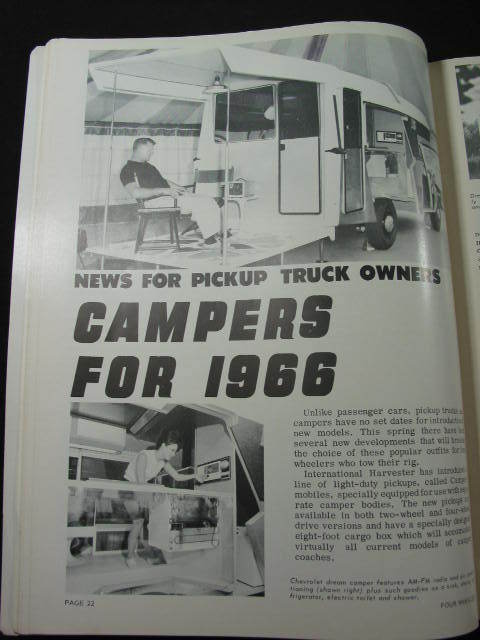 NEWS FOR PICKUP TRUCK OWNERS
CAMPERS
FOR 1966
Unlike passenger cars, pickup trucks
campers have no set dates for
new models. This spring there have
several new developments that will
the choice of these popular outfits for
wheelers who tow their rig.
International Harvester has
line of light-duty pickups, called
mobiles, specially equipped for use with
rate camper bodies. The new pickups
available in both two-wheel and
drive versions and have a specially
eight-foot cargo box which will
virtually all current models of
coaches.
Chevrolet dream camper features AM-FM radio and
tioning (shown right) plus such goodies as a sink,
frigerator, electric toilet and shower.
PAGE 22
FOUR